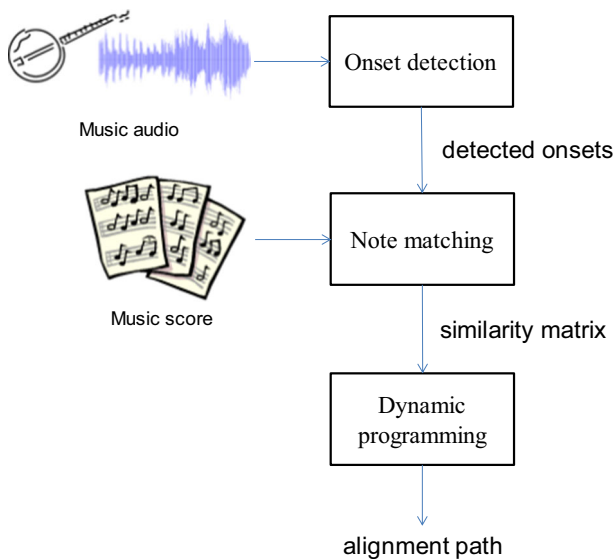 Onset detection
Music audio
detected onsets
Note matching
Music score
similarity matrix
Dynamic
programming
alignment path